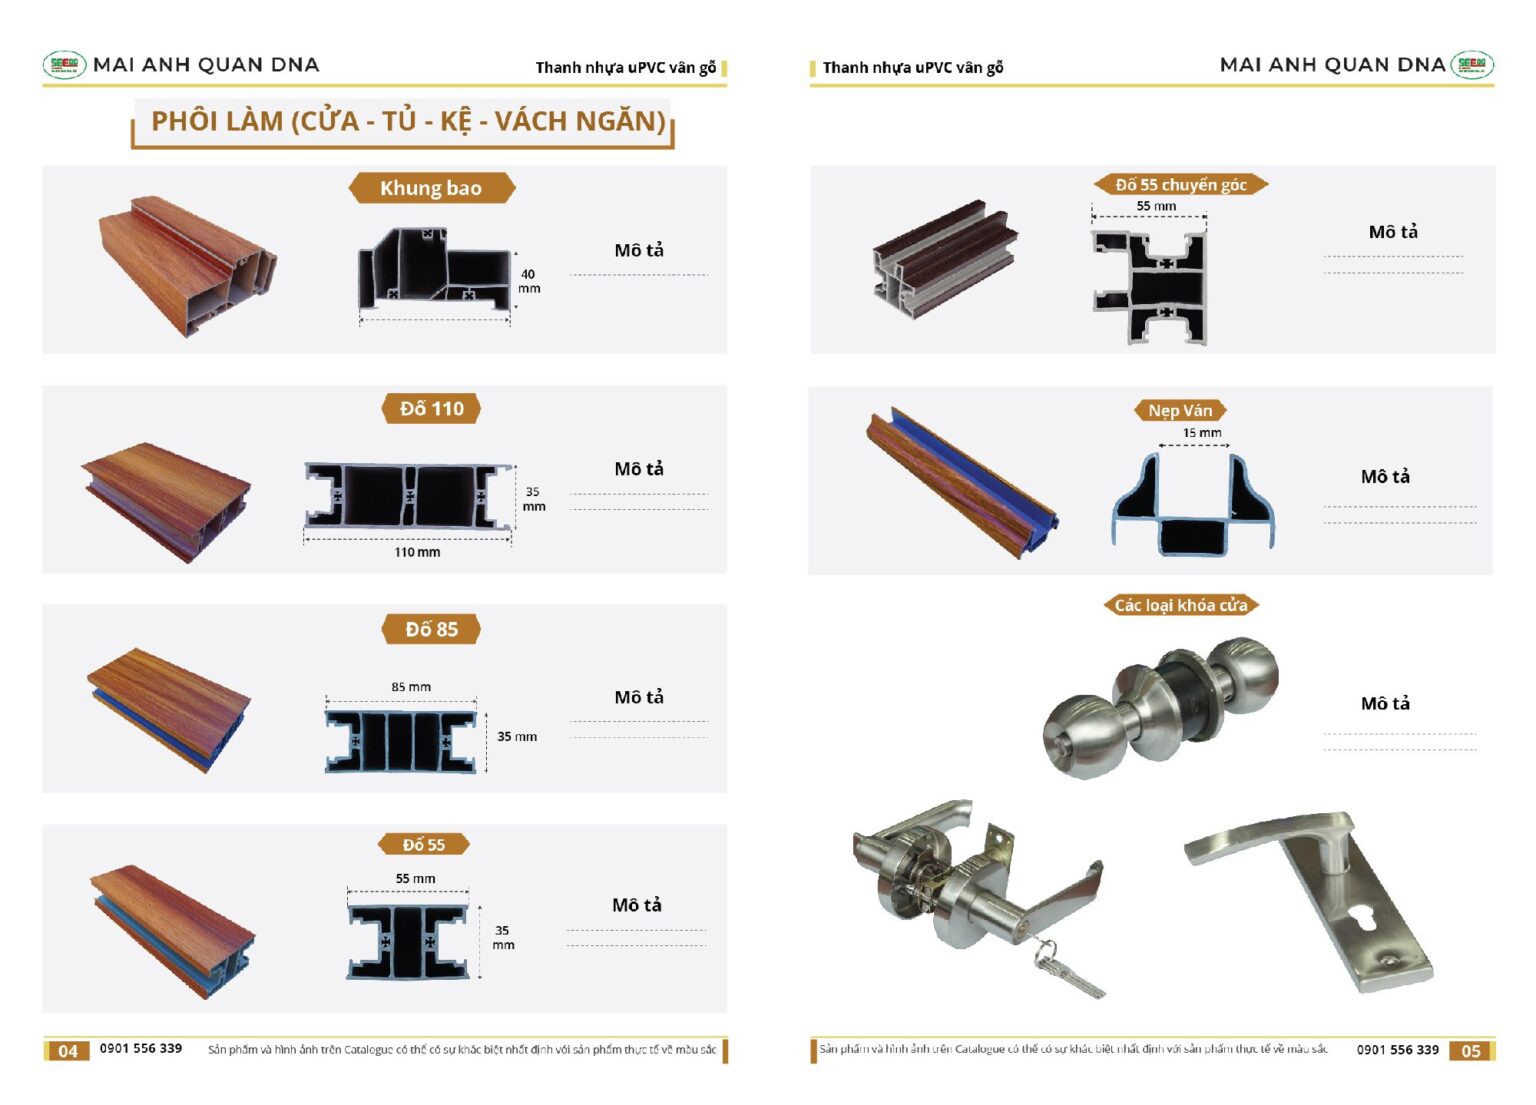 SEEDO
MAI ANH QUAN DNA
Thanh nhựa uPVC vân gỗ
PHÔI LÀM (CỬA - TỦ - KỆ - VÁCH NGĂN)
Khung bao
Mô tả
40
mm
Đố 110
Mô tả
35
mm
110 mm
Đố 85
85 mm
Mô tả
35 mm
Đố 55
55 mm
Mô tả
35
mm
04
0901 556 339
Sản phẩm và hình ảnh trên Catalogue có thể có sự khác biệt nhất định với sản phẩm thực tế về màu sắc
Thanh nhựa uPVC vân gỗ
MAI ANH QUAN DNA
Đố 55 chuyển góc
55 mm
Mô tả
Nẹp Ván
15 mm
Mô tả
Các loại khóa cửa
Mô tả
Sản phẩm và hình ảnh trên Catalogue có thể có sự khác biệt nhất định với sản phẩm thực tế về màu sắc
0901 556 339
05